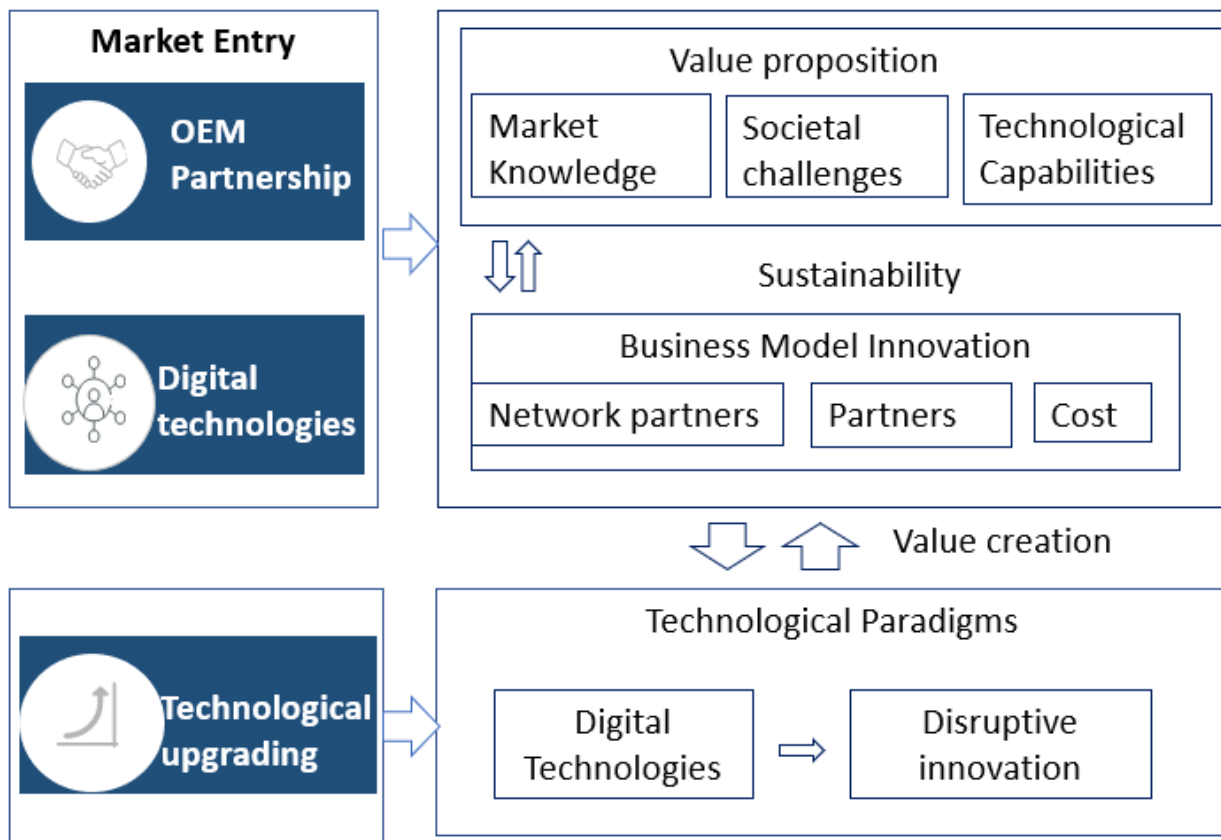 Market Entry
OEM
Partnership
Digital
technologies
Value proposition
Market
Knowledge
Societal
challenges
Technological
Capabilities
Sustainability
Business Model Innovation
Network partners
Partners
Cost
Value creation
Technological
upgrading
Technological Paradigms
Digital
Technologies
Disruptive
innovation